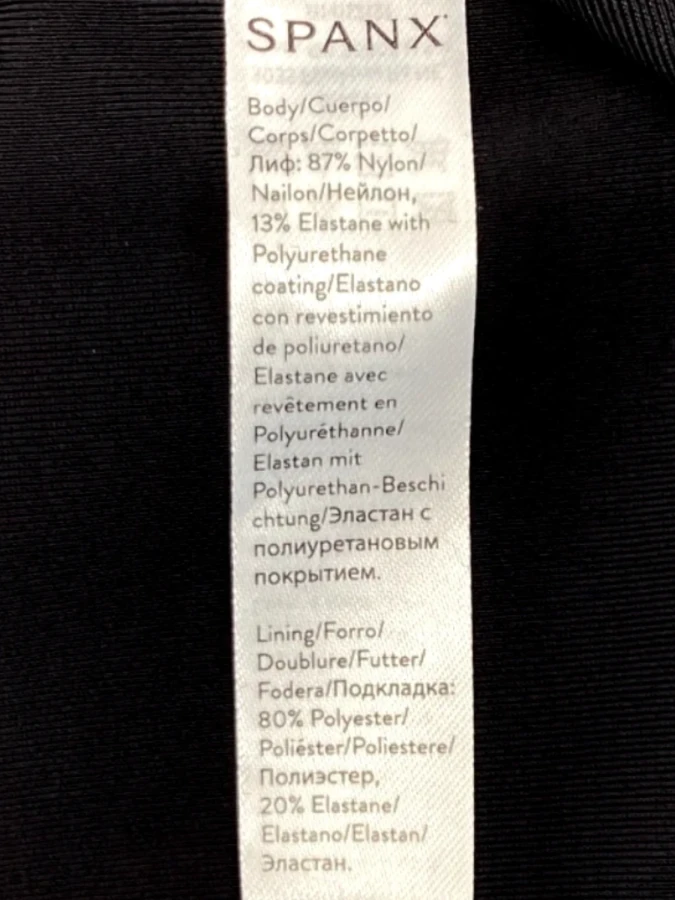 SPANX
Body/Cuerpo/
Corps/Corpetto/
Лиф: 87% Nylon/
Nailon/Нейлон,
13% Elastane with
Polyurethane
coating/Elastano
con revestimiento
de poliuretano/
Elastane avec
revêtement en
Polyuréthanne/
Elastan mit
Polyurethan-Beschi
chtung/Эластан с
полиуретановым
покрытием.
Lining/Forro/
Doublure/Futter/
Fodera/Подкладка:
80% Polyester/
Poliéster/Poliestere/
Полиэстер,
20% Elastane/
Elastano/Elastan/
Эластан.